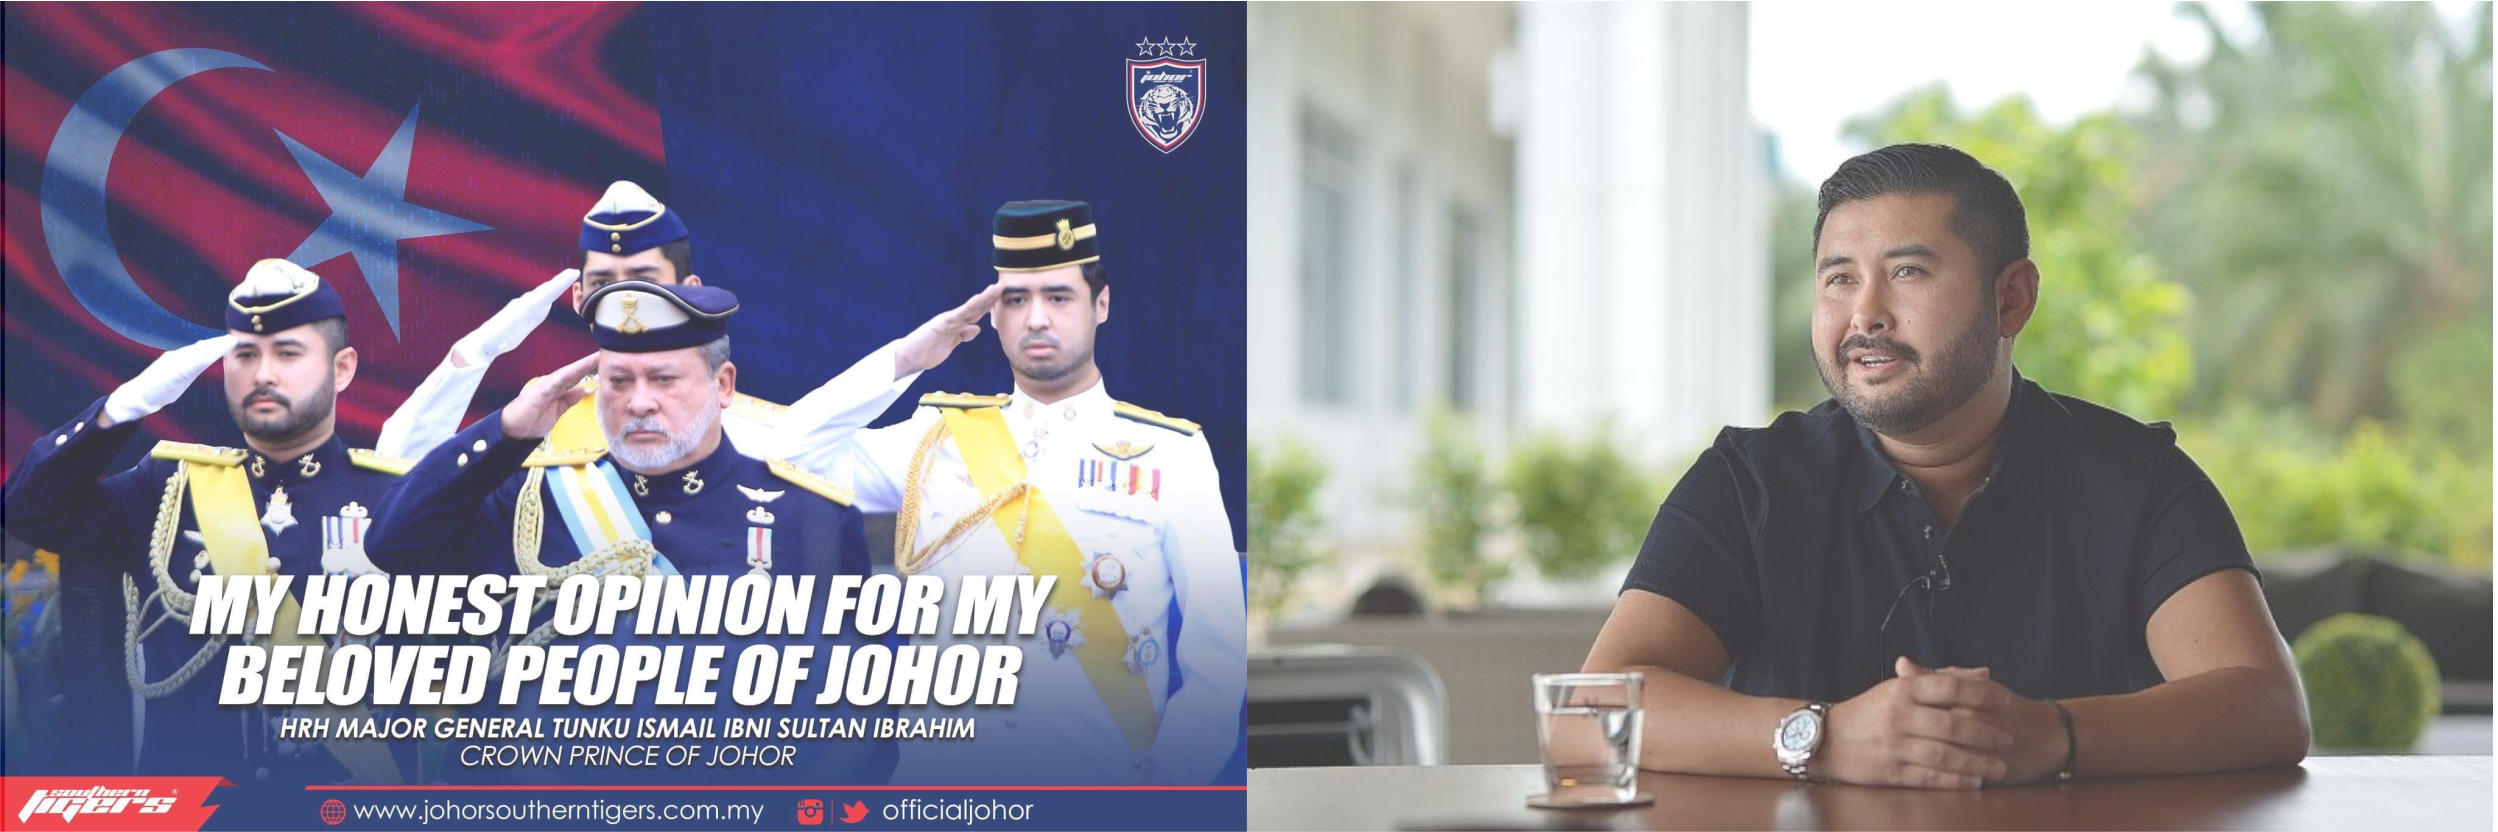 johor
MY HONEST OPINION FOR MY
BELOVED PEOPLE OF JOHOR
HRH MAJOR GENERAL TUNKU ISMAIL IBNI SULTAN IBRAHIM
CROWN PRINCE OF JOHOR
southern
tigers
www.johorsoutherntigers.com.my
officialjohor